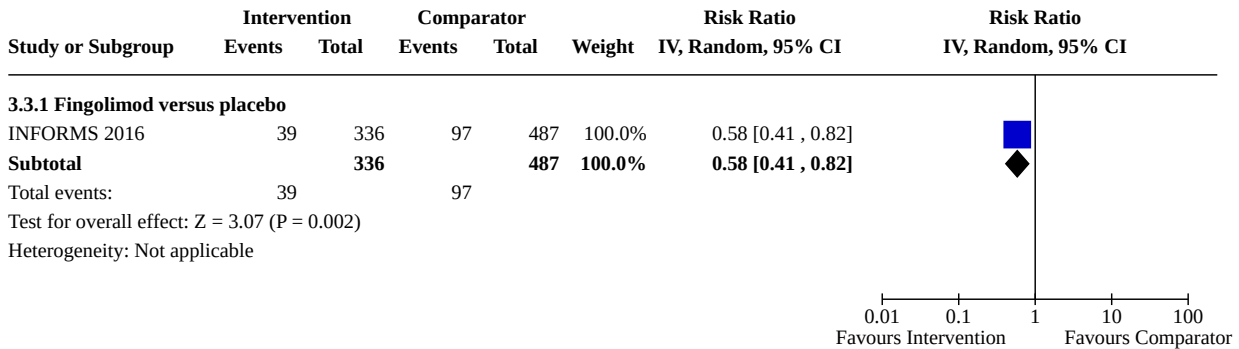 Intervention Comparator Risk Ratio Risk Ratio
Study or Subgroup Events Total Events Total Weight IV, Random, 95% CI IV, Random, 95% CI
3.3.1 Fingolimod versus placebo
INFORMS 2016 39 336 97 487 100.0% 0.58 [0.41 , 0.82]
Subtotal 336 487 100.0% 0.58 [0.41 , 0.82]
Total events: 39 97
Test for overall effect: Z = 3.07 (P = 0.002)
Heterogeneity: Not applicable
0.01 0.1 1 10 100
Favours Intervention Favours Comparator